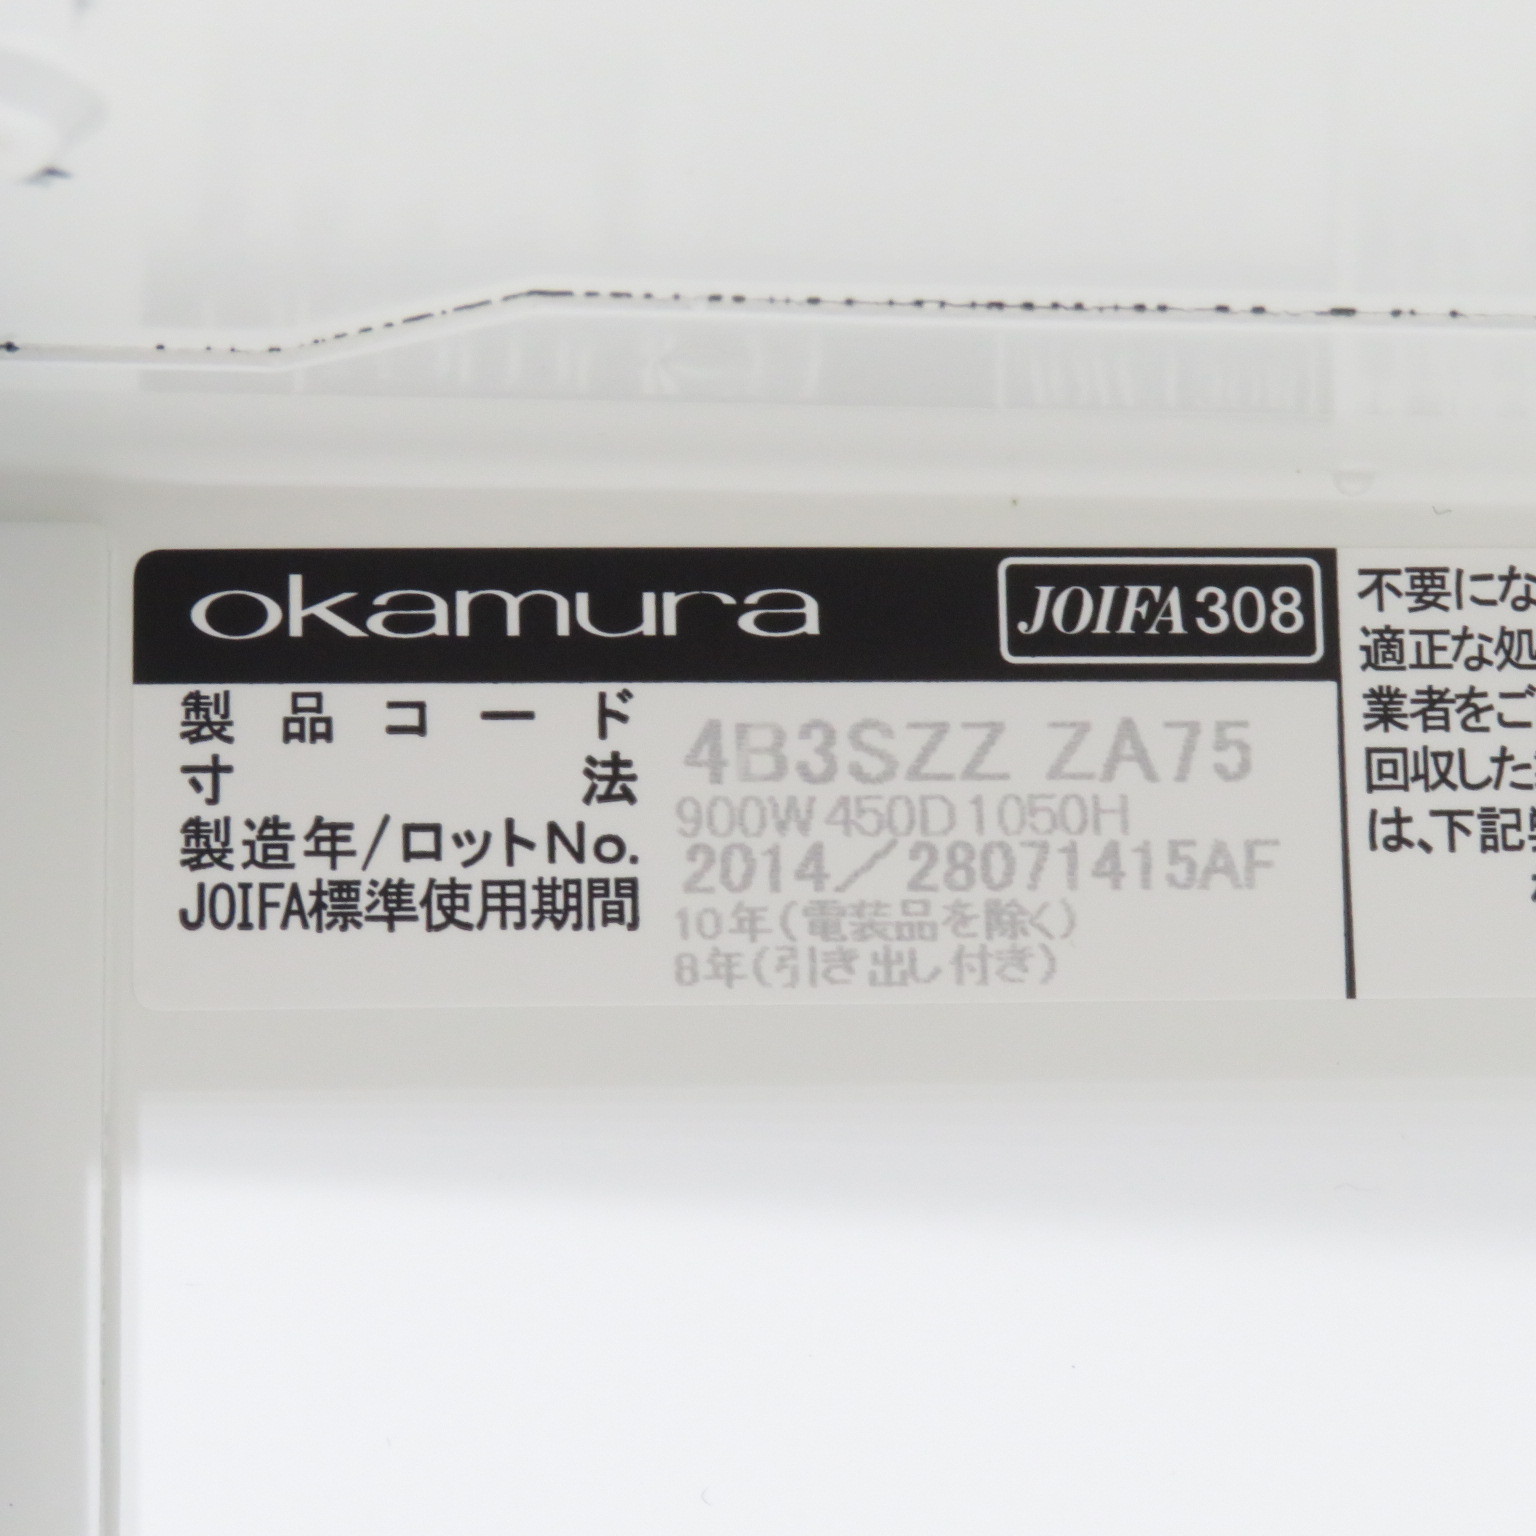 okamura JOIFA308
製品コード 4B3SZZ ZA75
寸法 900W450D1050H
製造年/ロットNo. 2014／28071415AF
JOIFA標準使用期間 10年(電装品を除く)
8年(引き出し付き)
不要にな
適正な処
業者をご
回収した
は、下記